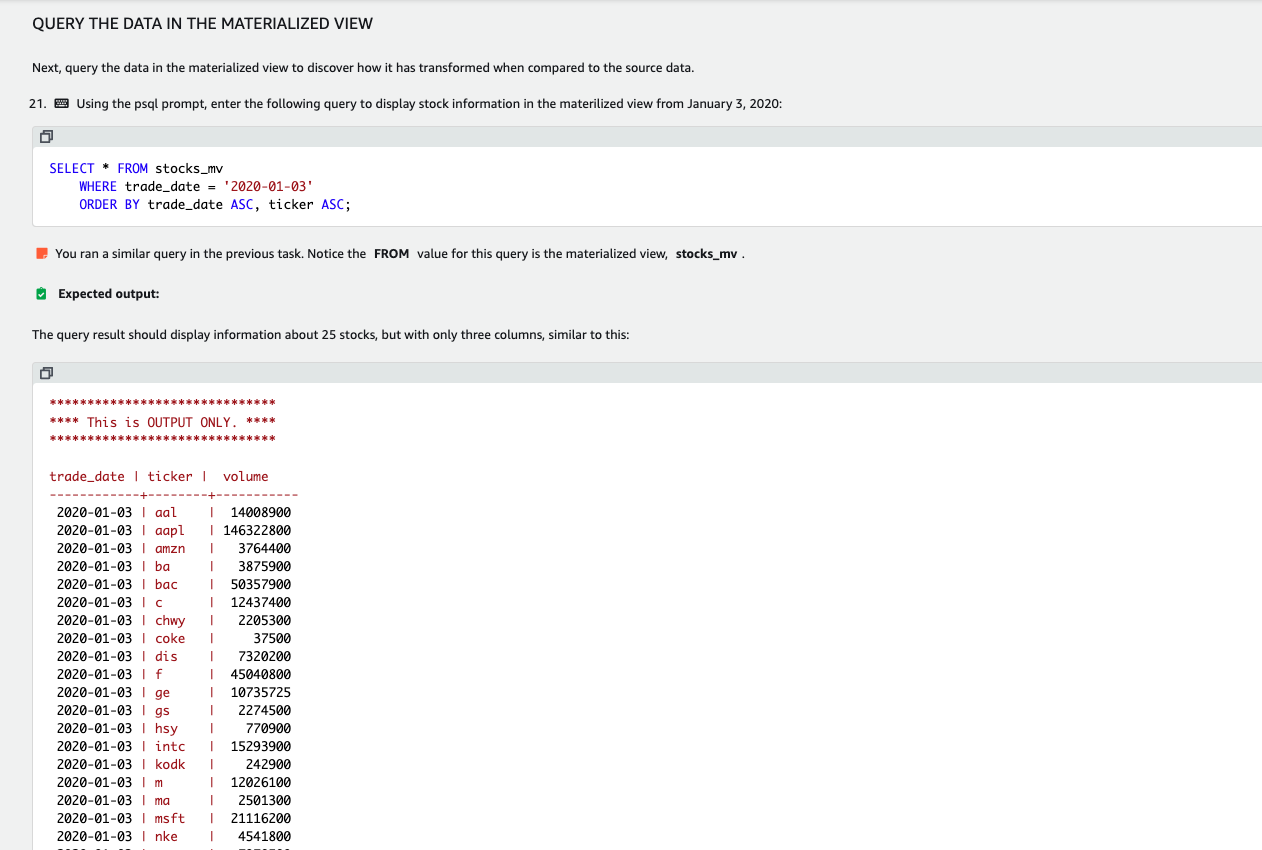 QUERY THE DATA IN THE MATERIALIZED VIEW
Next, query the data in the materialized view to discover how it has transformed when compared to the source data.
21. Using the psql prompt, enter the following query to display stock information in the materilized view from January 3, 2020:
SELECT * FROM stocks_mv
    WHERE trade_date = '2020-01-03'
    ORDER BY trade_date ASC, ticker ASC;
You ran a similar query in the previous task. Notice the FROM value for this query is the materialized view, stocks_mv .
Expected output:
The query result should display information about 25 stocks, but with only three columns, similar to this:
******************************
**** This is OUTPUT ONLY. ****
******************************
trade_date | ticker |  volume
------------+--------+-----------
 2020-01-03 | aal    |  14008900
 2020-01-03 | aapl   | 146322800
 2020-01-03 | amzn   |   3764400
 2020-01-03 | ba     |   3875900
 2020-01-03 | bac    |  50357900
 2020-01-03 | c      |  12437400
 2020-01-03 | chwy   |   2205300
 2020-01-03 | coke   |     37500
 2020-01-03 | dis    |   7320200
 2020-01-03 | f      |  45040800
 2020-01-03 | ge     |  10735725
 2020-01-03 | gs     |   2274500
 2020-01-03 | hsy    |    770900
 2020-01-03 | intc   |  15293900
 2020-01-03 | kodk   |    242900
 2020-01-03 | m      |  12026100
 2020-01-03 | ma     |   2501300
 2020-01-03 | msft   |  21116200
 2020-01-03 | nke    |   4541800